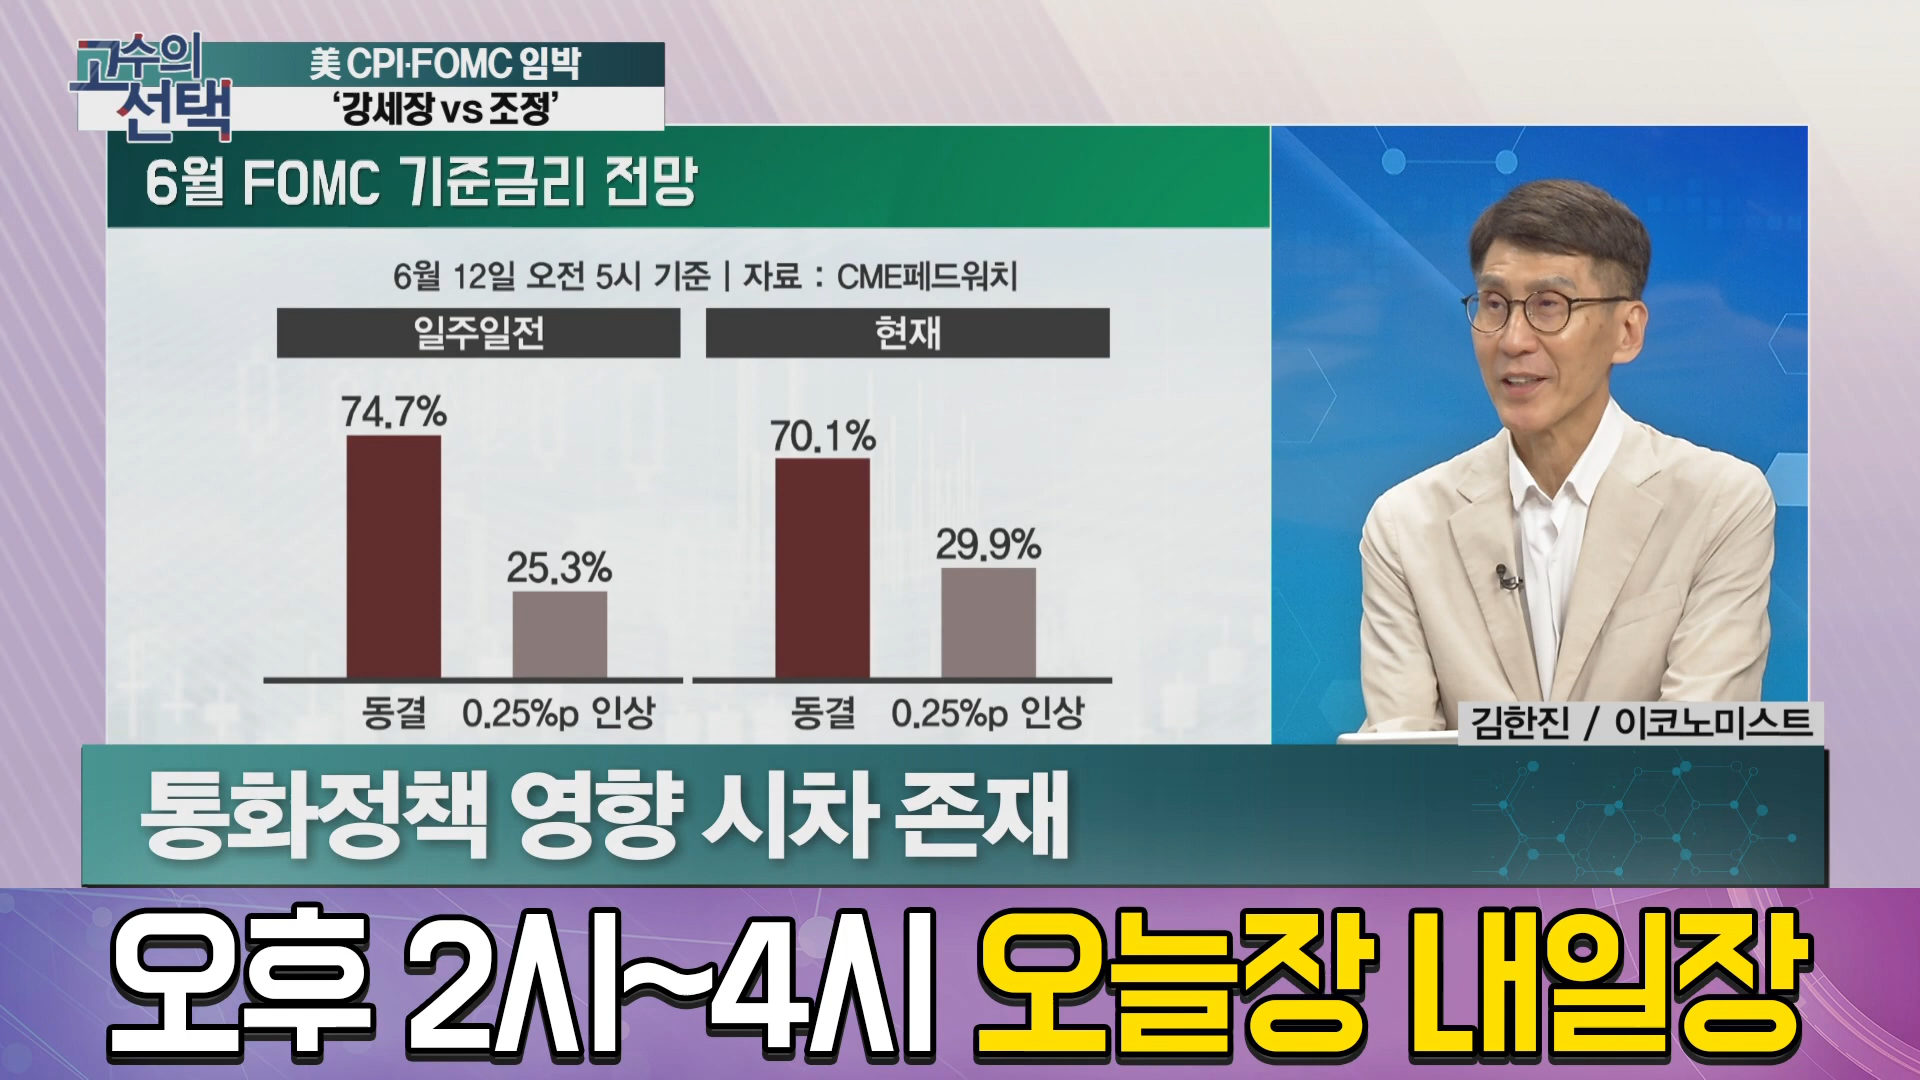 고수의
선택
美 CPI·FOMC 임박
‘강세장 vs 조정’
6월 FOMC 기준금리 전망
6월 12일 오전 5시 기준 | 자료 : CME페드워치
일주일전
현재
74.7%
25.3%
70.1%
29.9%
동결 0.25%p 인상
동결 0.25%p 인상
김한진 / 이코노미스트
통화정책 영향 시차 존재
오후 2시~4시 오늘장 내일장